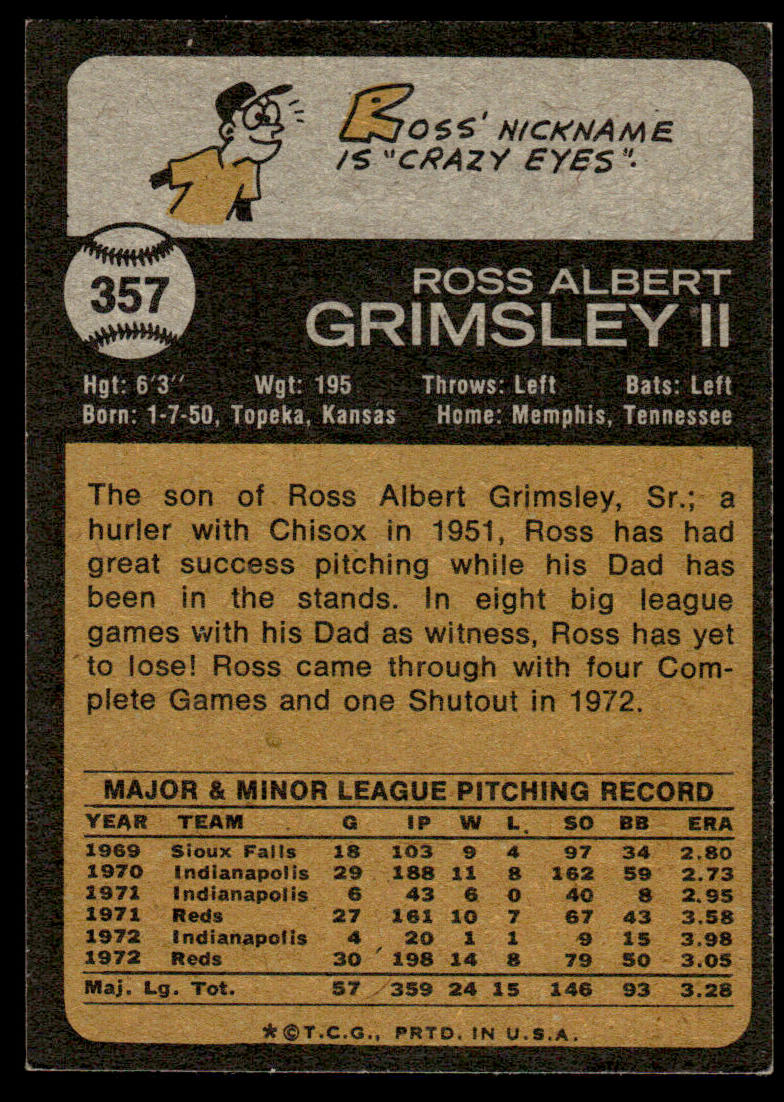 ROSS' NICKNAME
IS "CRAZY EYES".
357
ROSS ALBERT
GRIMSLEY II
Hgt: 6'3" Wgt: 195 Throws: Left Bats: Left
Born: 1-7-50, Topeka, Kansas Home: Memphis, Tennessee
The son of Ross Albert Grimsley, Sr.; a
hurler with Chisox in 1951, Ross has had
great success pitching while his Dad has
been in the stands. In eight big league
games with his Dad as witness, Ross has yet
to lose! Ross came through with four Com-
plete Games and one Shutout in 1972.
MAJOR & MINOR LEAGUE PITCHING RECORD
YEAR TEAM G IP W L SO BB ERA
1969 Sioux Falls 18 103 9 4 97 34 2.80
1970 Indianapolis 29 188 11 8 162 59 2.73
1971 Indianapolis 6 43 6 0 40 8 2.95
1971 Reds 27 161 10 7 67 43 3.58
1972 Indianapolis 4 20 1 1 9 15 3.98
1972 Reds 30 198 14 8 79 50 3.05
Maj. Lg. Tot. 57 359 24 15 146 93 3.28
*©T.C.G., PRTD. IN U.S.A.